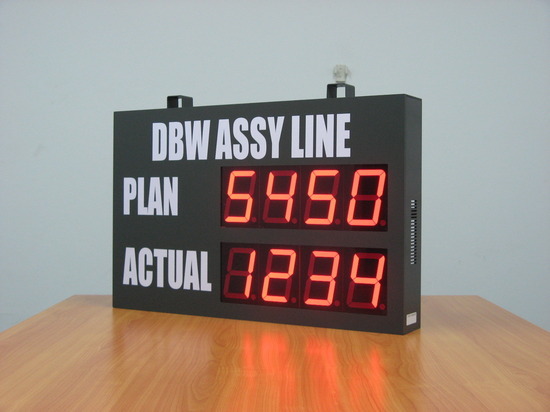 DBW ASSY LINE
PLAN 5450
ACTUAL 1234